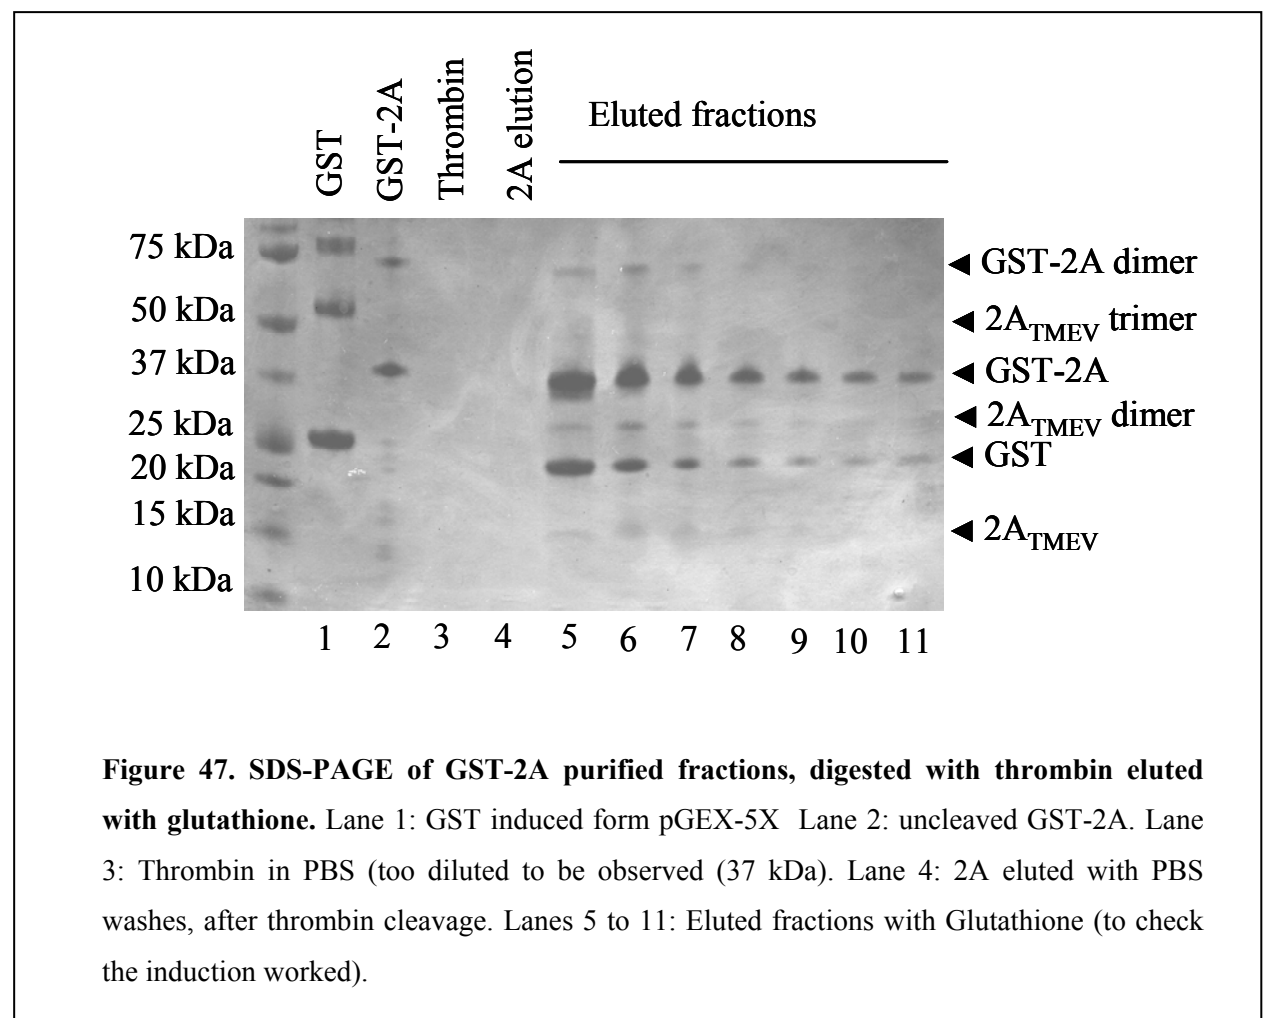 GST
GST-2A
Thrombin
2A elution
Eluted fractions
75 kDa
50 kDa
37 kDa
25 kDa
20 kDa
15 kDa
10 kDa
GST-2A dimer
2ATMEV trimer
GST-2A
2ATMEV dimer
GST
2ATMEV
1 2 3 4 5 6 7 8 9 10 11
Figure 47. SDS-PAGE of GST-2A purified fractions, digested with thrombin eluted
with glutathione. Lane 1: GST induced form pGEX-5X Lane 2: uncleaved GST-2A. Lane
3: Thrombin in PBS (too diluted to be observed (37 kDa). Lane 4: 2A eluted with PBS
washes, after thrombin cleavage. Lanes 5 to 11: Eluted fractions with Glutathione (to check
the induction worked).